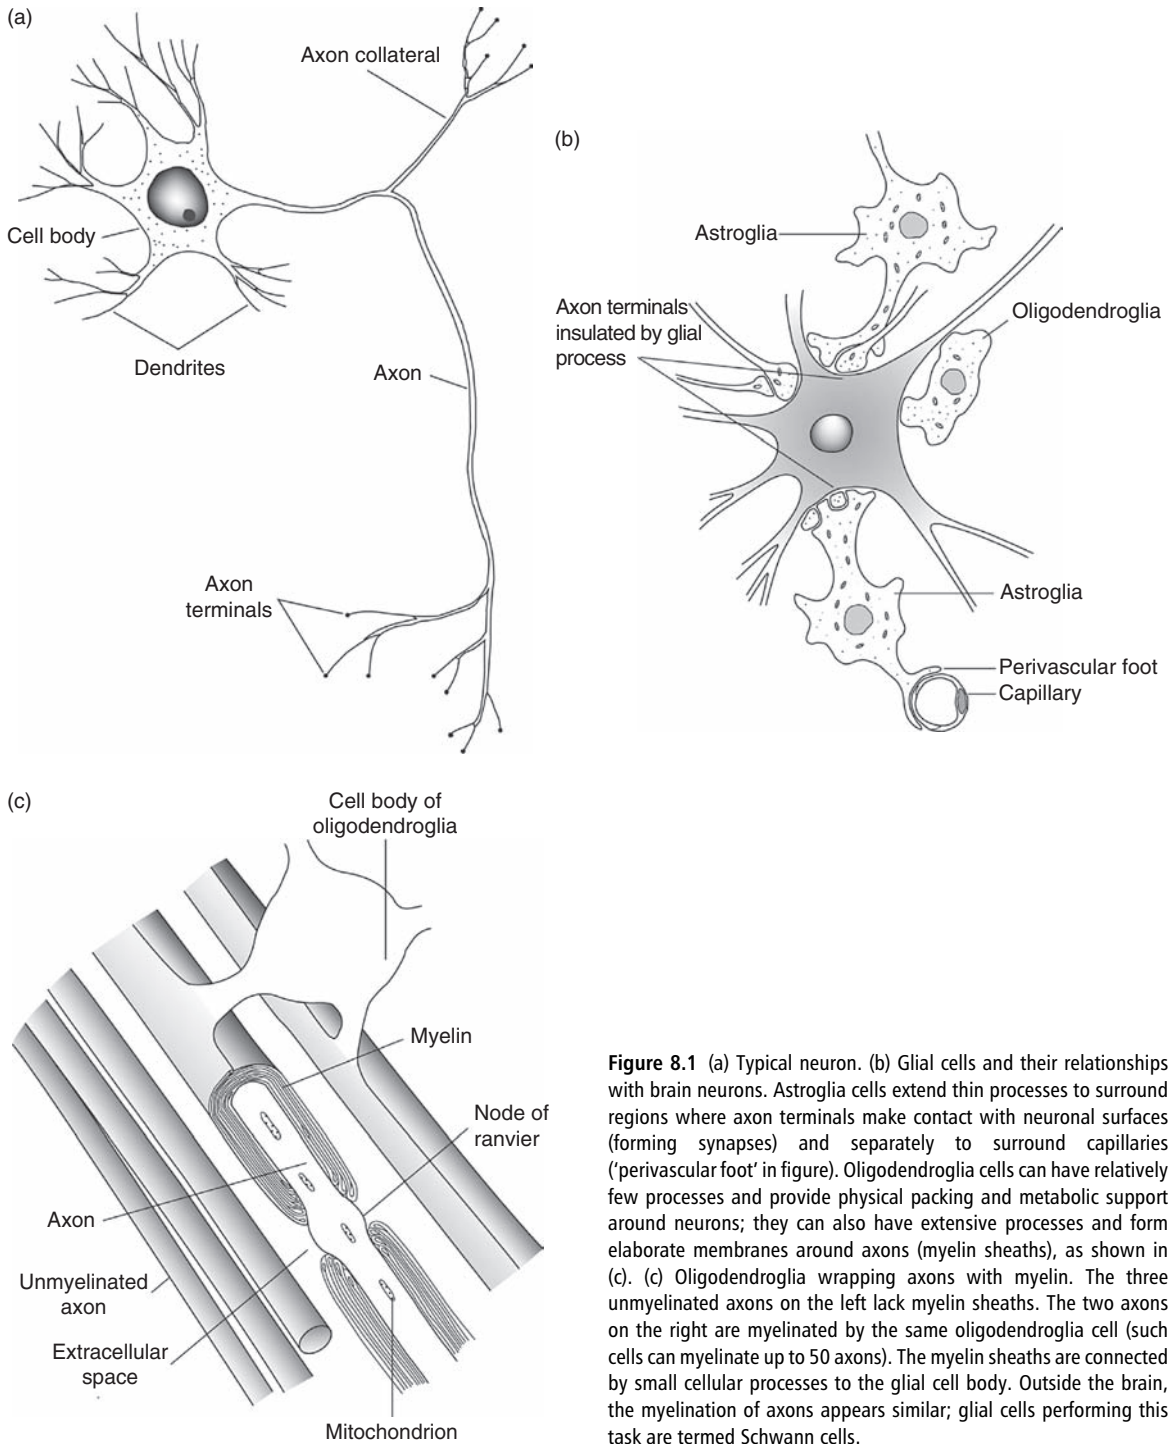 (a)
Axon collateral
Cell body
Dendrites
Axon
Axon
terminals
(b)
Astroglia
Axon terminals
insulated by glial
process
Oligodendroglia
Astroglia
Perivascular foot
Capillary
(c)
Cell body of
oligodendroglia
Myelin
Node of
ranvier
Axon
Unmyelinated
axon
Extracellular
space
Mitochondrion
Figure 8.1 (a) Typical neuron. (b) Glial cells and their relationships
with brain neurons. Astroglia cells extend thin processes to surround
regions where axon terminals make contact with neuronal surfaces
(forming synapses) and separately to surround capillaries
(‘perivascular foot’ in figure). Oligodendroglia cells can have relatively
few processes and provide physical packing and metabolic support
around neurons; they can also have extensive processes and form
elaborate membranes around axons (myelin sheaths), as shown in
(c). (c) Oligodendroglia wrapping axons with myelin. The three
unmyelinated axons on the left lack myelin sheaths. The two axons
on the right are myelinated by the same oligodendroglia cell (such
cells can myelinate up to 50 axons). The myelin sheaths are connected
by small cellular processes to the glial cell body. Outside the brain,
the myelination of axons appears similar; glial cells performing this
task are termed Schwann cells.